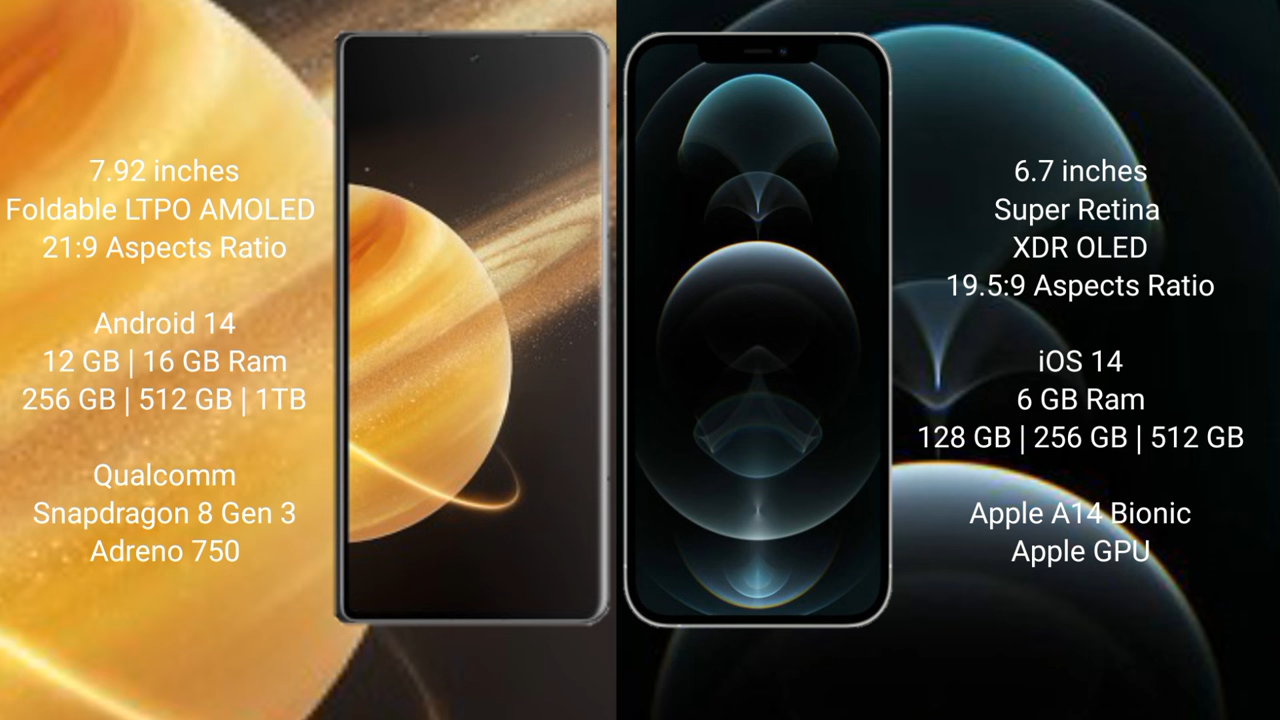 7.92 inches
Foldable LTPO AMOLED
21:9 Aspects Ratio
Android 14
12 GB | 16 GB Ram
256 GB | 512 GB | 1TB
Qualcomm
Snapdragon 8 Gen 3
Adreno 750
6.7 inches
Super Retina
XDR OLED
19.5:9 Aspects Ratio
iOS 14
6 GB Ram
128 GB | 256 GB | 512 GB
Apple A14 Bionic
Apple GPU